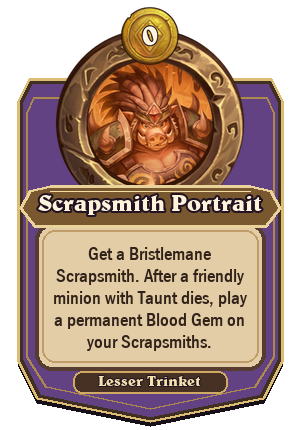 0
Scrapsmith Portrait
Get a Bristlemane
Scrapsmith. After a friendly
minion with Taunt dies, play
a permanent Blood Gem on
your Scrapsmiths.
Lesser Trinket